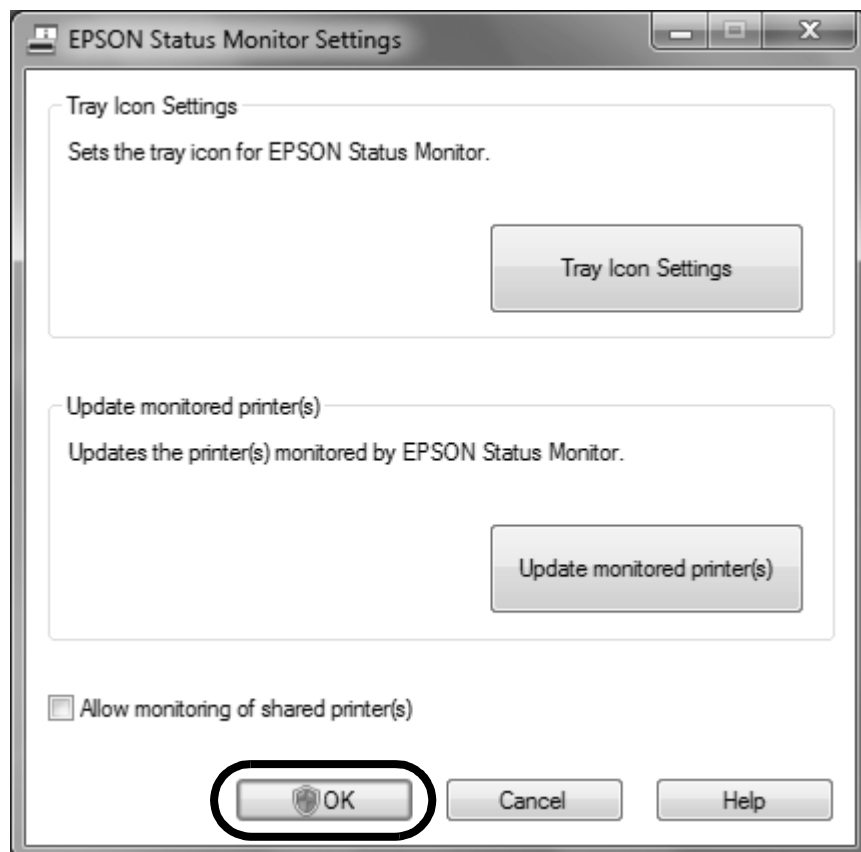 EPSON Status Monitor Settings
Tray Icon Settings
Sets the tray icon for EPSON Status Monitor.
Tray Icon Settings
Update monitored printer(s)
Updates the printer(s) monitored by EPSON Status Monitor.
Update monitored printer(s)
Allow monitoring of shared printer(s)
OK
Cancel
Help